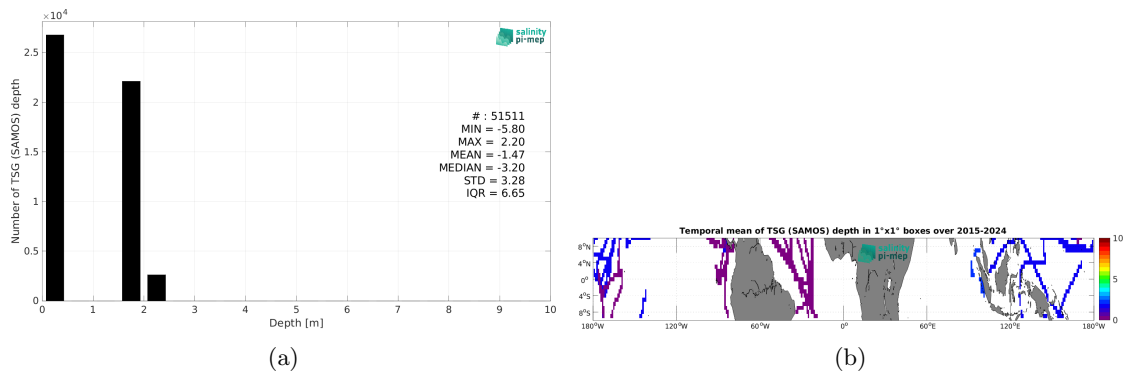 ×10⁴
salinity
pi-mep
2.5
2
1.5
1
0.5
0
Number of TSG (SAMOS) depth
# : 51511
MIN = -5.80
MAX = 2.20
MEAN = -1.47
MEDIAN = -3.20
STD = 3.28
IQR = 6.65
0 1 2 3 4 5 6 7 8 9 10
Depth [m]
(a)
Temporal mean of TSG (SAMOS) depth in 1°x1° boxes over 2015-2024
salinity
pi-mep
8°N
4°N
0°
4°S
8°S
180°W 120°W 60°W 0° 60°E 120°E 180°W
10
5
0
(b)